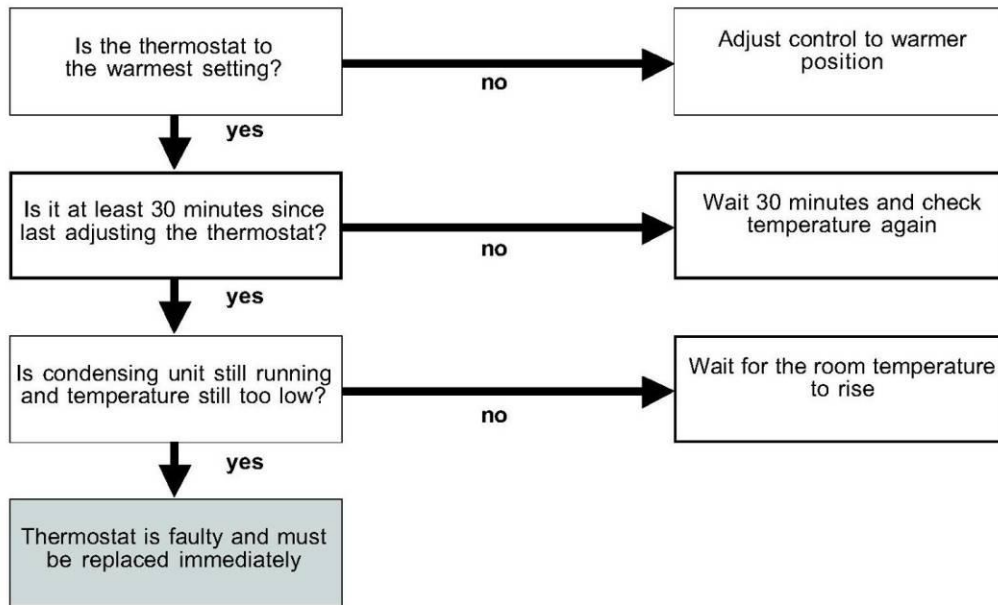 Is the thermostat to
the warmest setting?
no
Adjust control to warmer
position
yes
Is it at least 30 minutes since
last adjusting the thermostat?
no
Wait 30 minutes and check
temperature again
yes
Is condensing unit still running
and temperature still too low?
no
Wait for the room temperature
to rise
yes
Thermostat is faulty and must
be replaced immediately